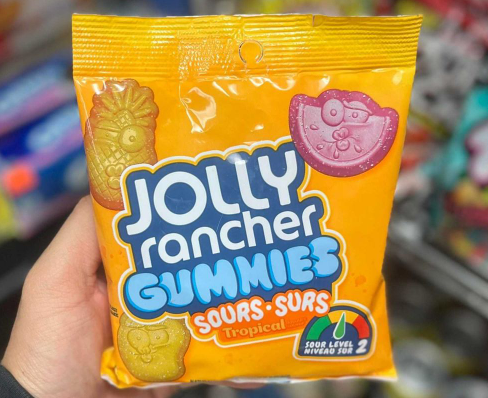 JOLLY
rancher
GUMMIES
SOURS·SURS
Tropical
SOUR LEVEL
NIVEAU SUR 2